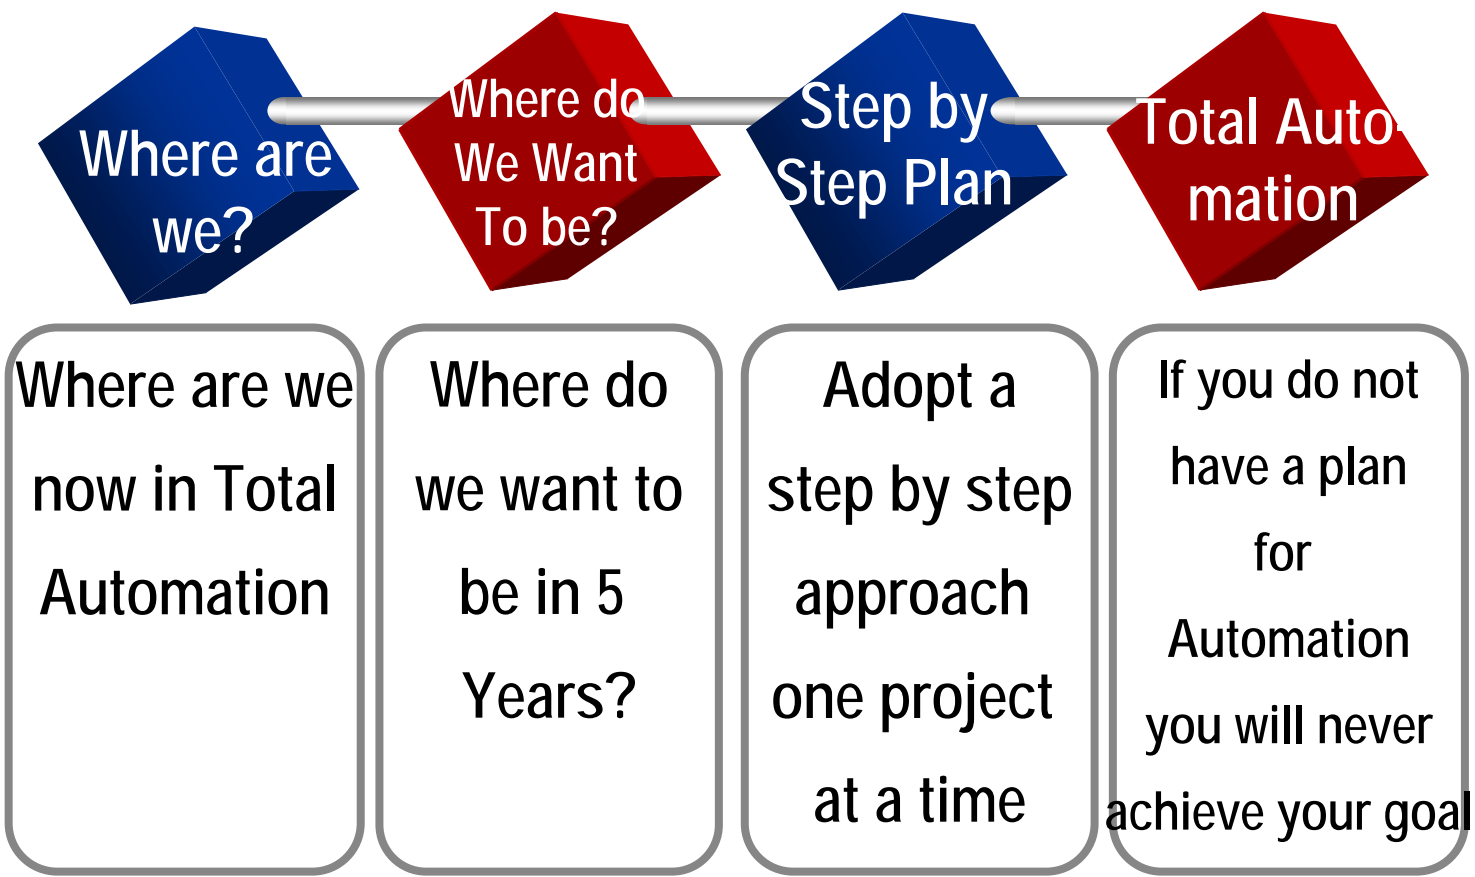 Where are
we?
Where do
We Want
To be?
Step by
Step Plan
Total Auto-
mation
Where are we
now in Total
Automation
Where do
we want to
be in 5
Years?
Adopt a
step by step
approach
one project
at a time
If you do not
have a plan
for
Automation
you will never
achieve your goal